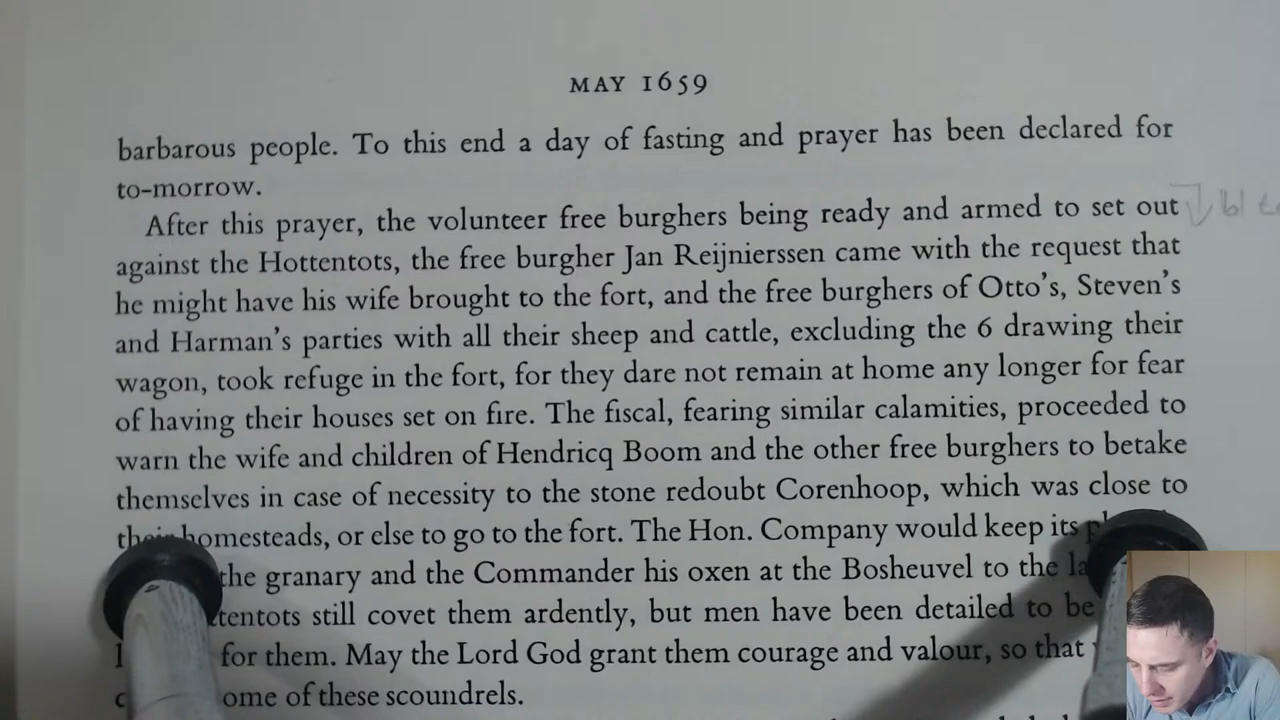 MAY 1659
barbarous people. To this end a day of fasting and prayer has been declared for
to-morrow.
After this prayer, the volunteer free burghers being ready and armed to set out
against the Hottentots, the free burgher Jan Reijnierssen came with the request that
he might have his wife brought to the fort, and the free burghers of Otto's, Steven's
and Harman's parties with all their sheep and cattle, excluding the 6 drawing their
wagon, took refuge in the fort, for they dare not remain at home any longer for fear
of having their houses set on fire. The fiscal, fearing similar calamities, proceeded to
warn the wife and children of Hendricq Boom and the other free burghers to betake
themselves in case of necessity to the stone redoubt Corenhoop, which was close to
their homesteads, or else to go to the fort. The Hon. Company would keep its
the granary and the Commander his oxen at the Bosheuvel to the
still covet them ardently, but men have been detailed to be
for them. May the Lord God grant them courage and valour, so that
of these scoundrels.